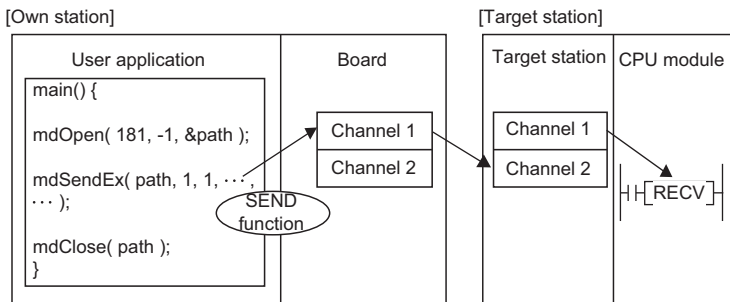 [Own station]
[Target station]
User application
Board
Target station
CPU module
main() {
mdOpen( 181, -1, &path );
mdSendEx( path, 1, 1, ··· ,
··· );
mdClose( path );
}
SEND
function
Channel 1
Channel 2
Channel 1
Channel 2
RECV